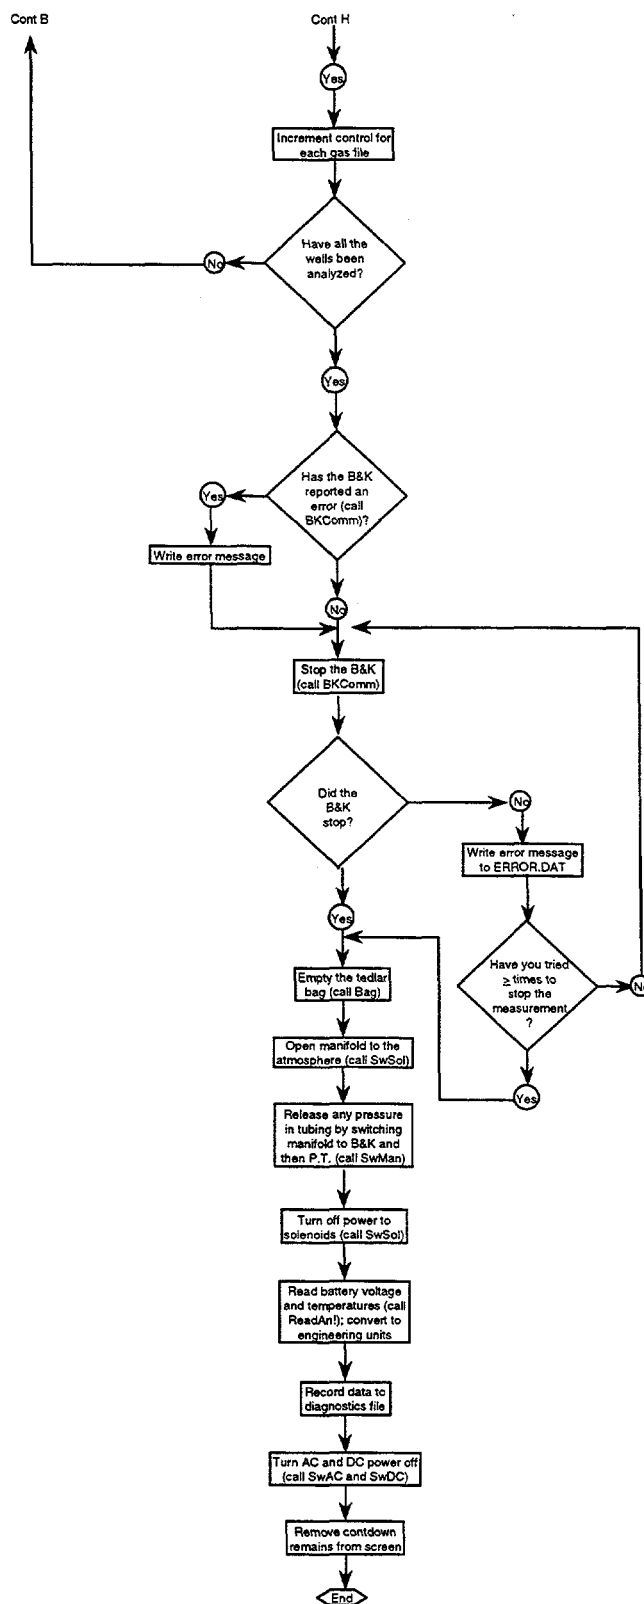 Cont B
Cont H
Yes
Increment control for
each gas file
Have all the
wells been
analyzed?
No
Yes
Has the B&K
reported an
error (call
BKComm)?
Yes
Write error message
No
Stop the B&K
(call BKComm)
Did the
B&K
stop?
No
Write error message
to ERROR.DAT
Yes
Have you tried
≥ times to
stop the
measurement
?
No
Yes
Empty the tedlar
bag (call Bag)
Open manifold to the
atmosphere (call SwSol)
Release any pressure
in tubing by switching
manifold to B&K and
then P.T. (call SwMan)
Turn off power to
solenoids (call SwSol)
Read battery voltage
and temperatures (call
ReadAn!); convert to
engineering units
Record data to
diagnostics file
Turn AC and DC power off
(call SwAC and SwDC)
Remove contdown
remains from screen
End